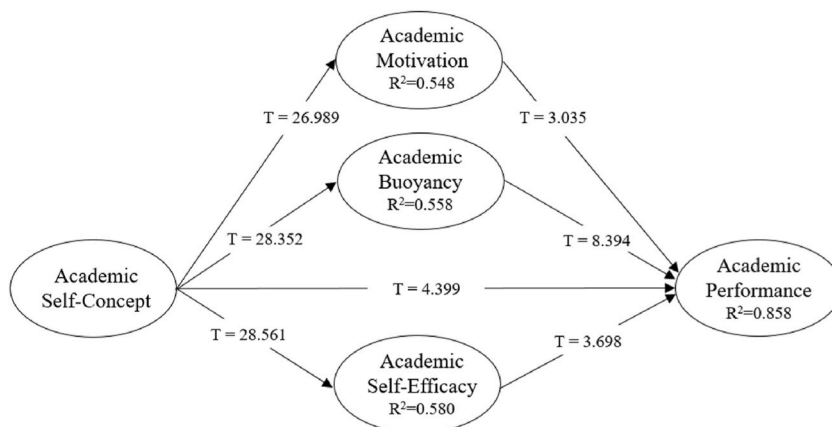 Academic
Motivation
R²=0.548
T = 26.989
T = 3.035
Academic
Buoyancy
R²=0.558
T = 28.352
T = 8.394
Academic
Self-Concept
T = 4.399
Academic
Performance
R²=0.858
T = 28.561
T = 3.698
Academic
Self-Efficacy
R²=0.580